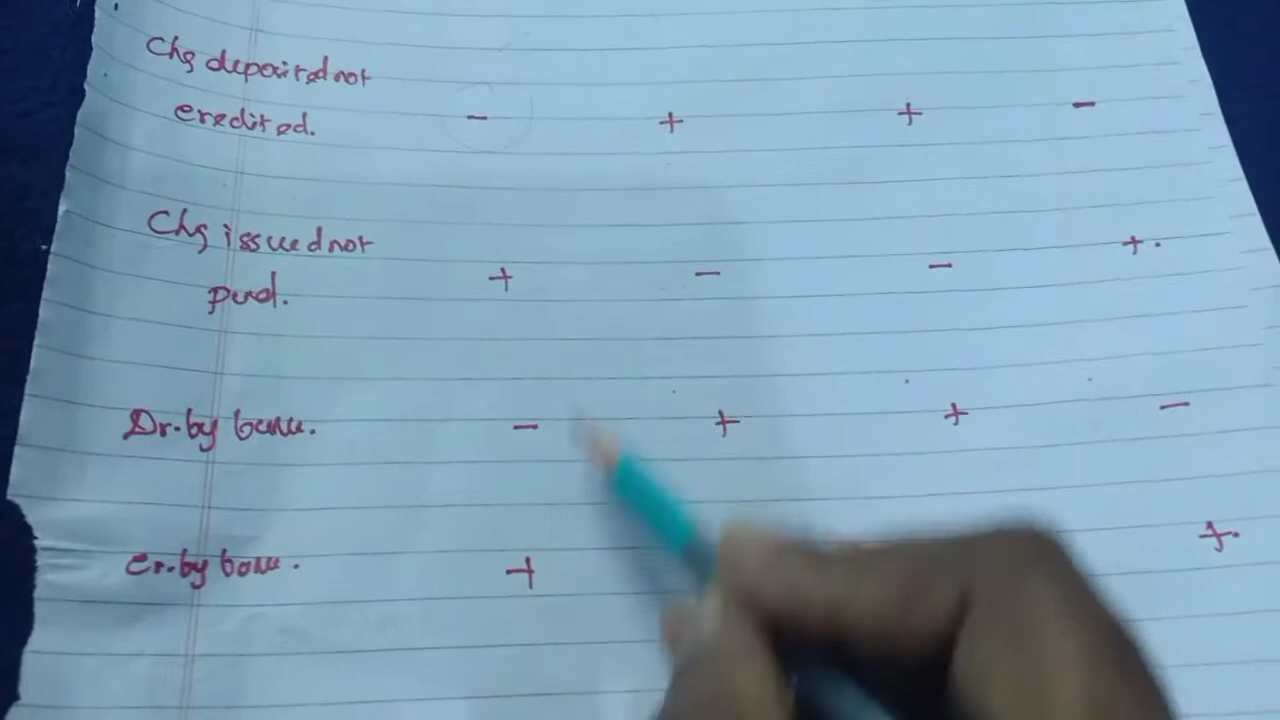 Chq deposited not
credited. - + + -
Chq issued not
paid. + - - +.
Dr. by bank. - + + -
Cr. by bank. + +.